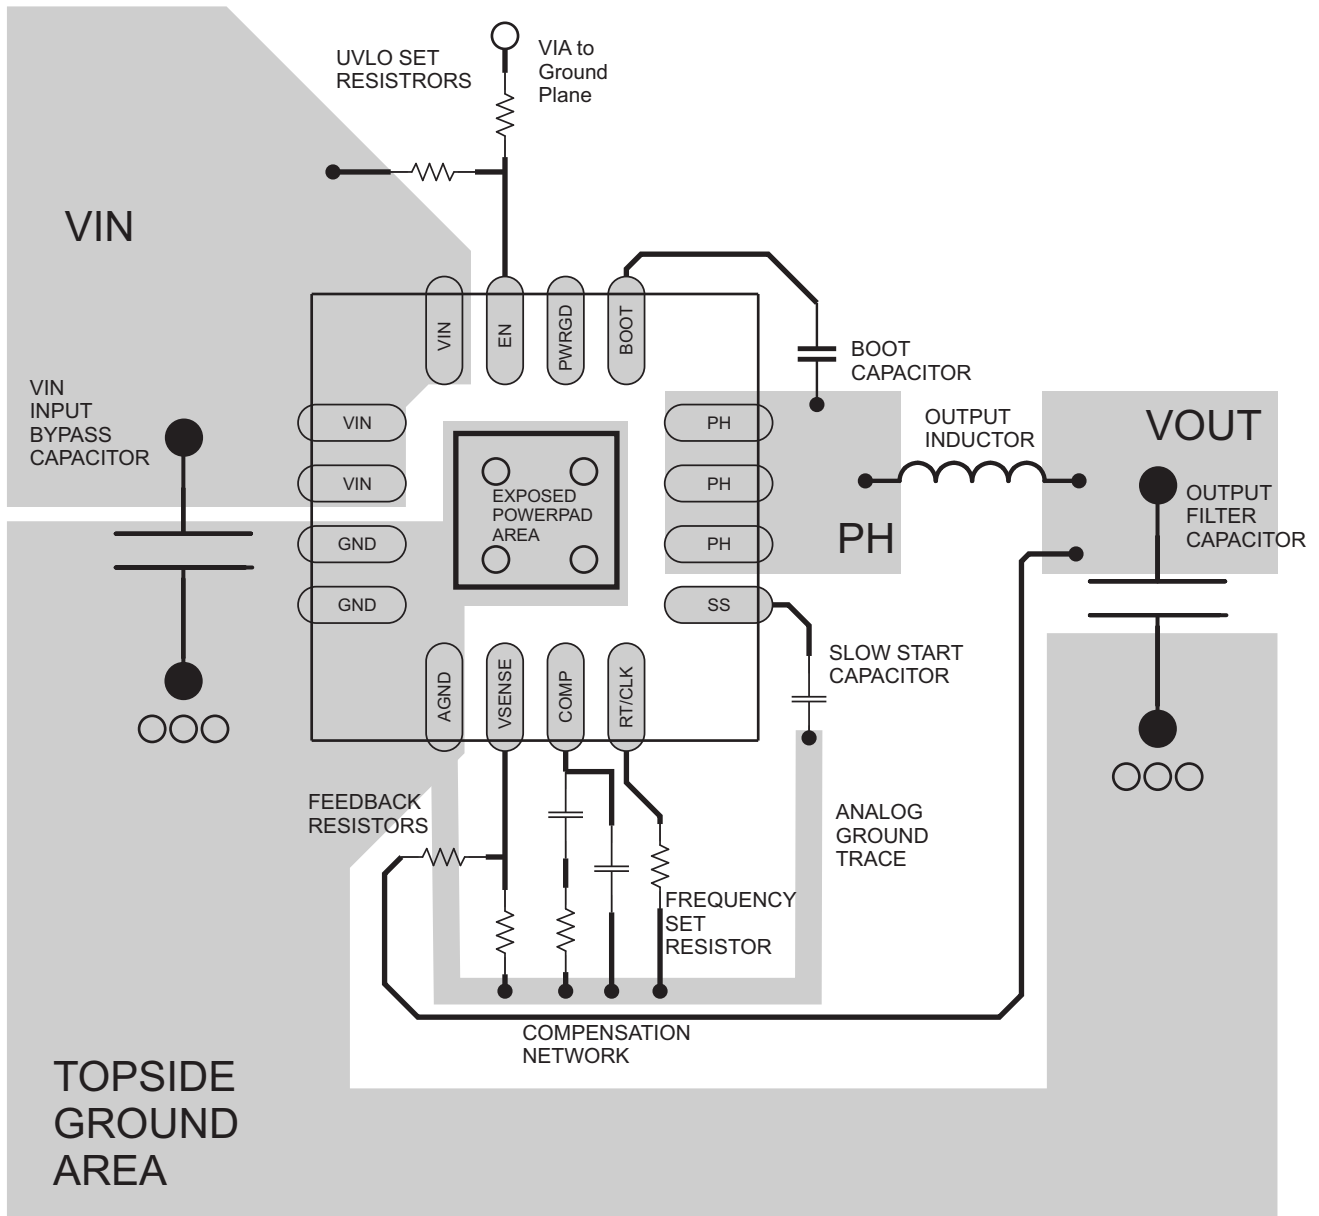 UVLO SET
RESISTRORS
VIA to
Ground
Plane
VIN
VIN
EN
PWRGD
BOOT
BOOT
CAPACITOR
VIN
INPUT
BYPASS
CAPACITOR
VIN
VIN
GND
GND
EXPOSED
POWERPAD
AREA
PH
PH
PH
SS
PH
OUTPUT
INDUCTOR
VOUT
OUTPUT
FILTER
CAPACITOR
AGND
VSENSE
COMP
RT/CLK
SLOW START
CAPACITOR
FEEDBACK
RESISTORS
ANALOG
GROUND
TRACE
FREQUENCY
SET
RESISTOR
COMPENSATION
NETWORK
TOPSIDE
GROUND
AREA